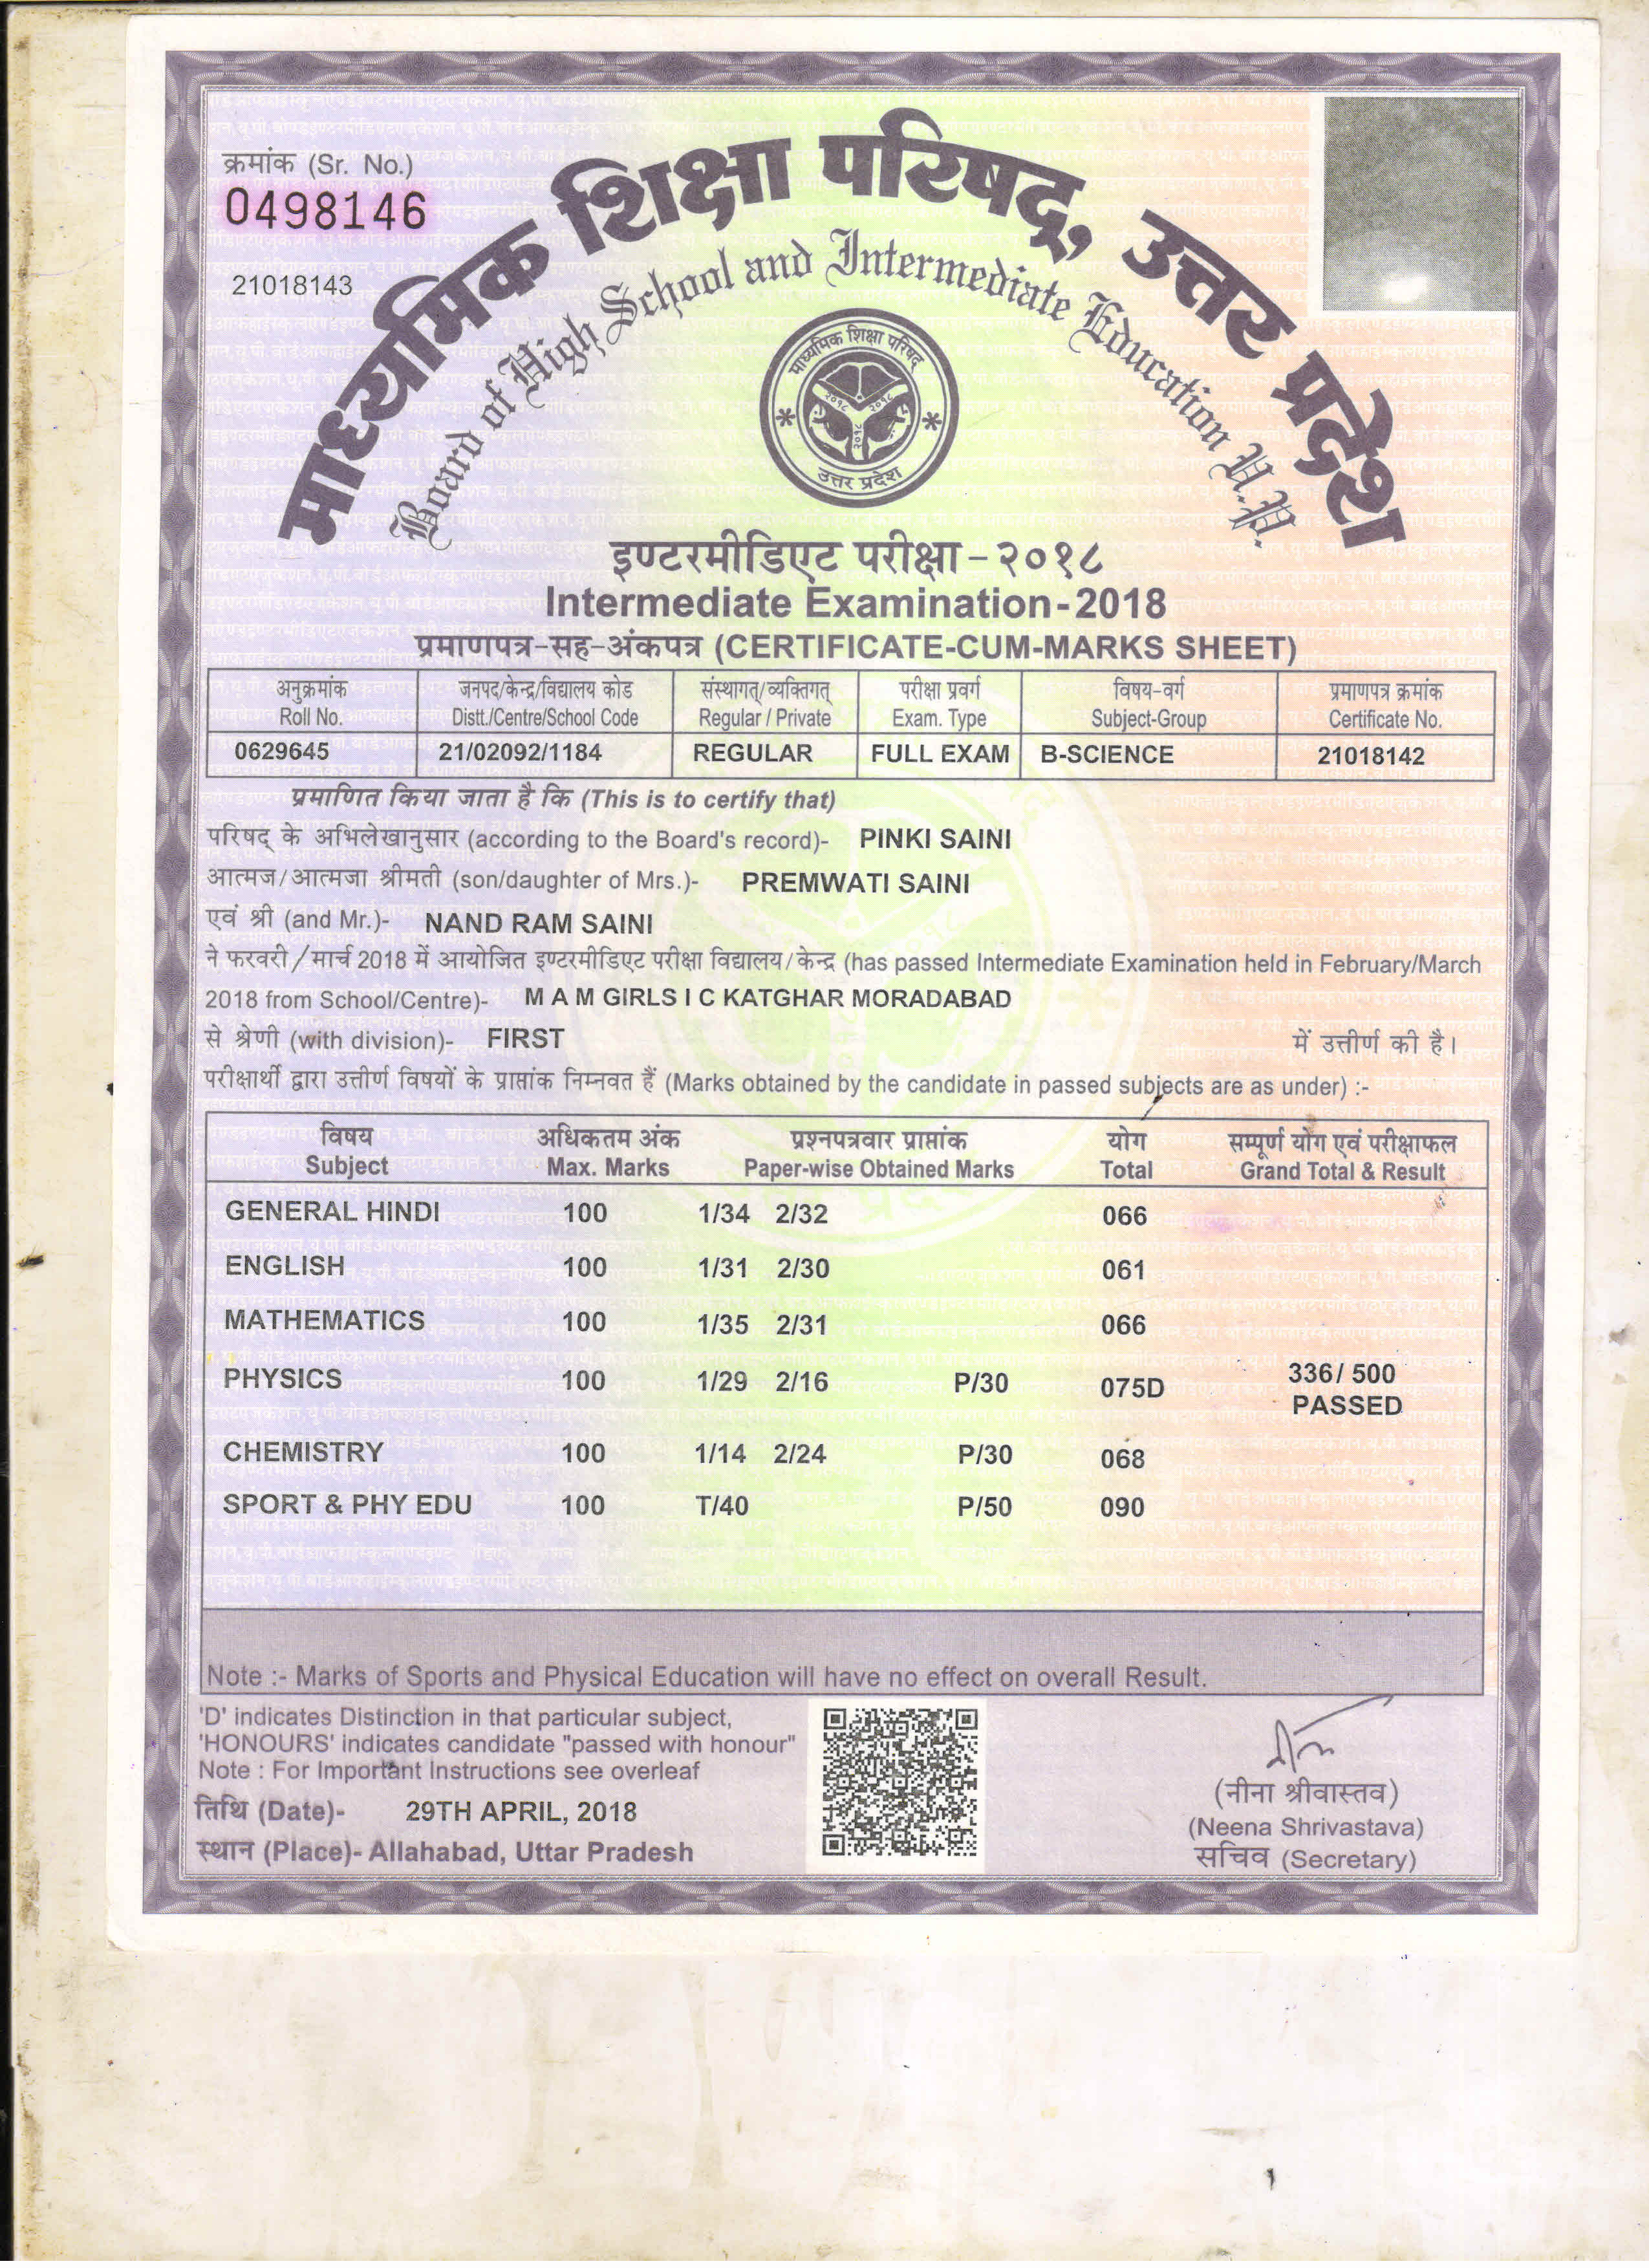 क्रमांक (Sr. No.)
0498146
21018143
माध्यमिक शिक्षा परिषद्, उत्तर प्रदेश
Board of High School and Intermediate Education U.P.
माध्यमिक शिक्षा परिषद्
२०१८ २०१८
२०१८
उत्तर प्रदेश
इण्टरमीडिएट परीक्षा - २०१८
Intermediate Examination - 2018
प्रमाणपत्र-सह-अंकपत्र (CERTIFICATE-CUM-MARKS SHEET)
अनुक्रमांक जनपद/केन्द्र/विद्यालय कोड संस्थागत्/व्यक्तिगत् परीक्षा प्रवर्ग विषय-वर्ग प्रमाणपत्र क्रमांक
Roll No. Distt./Centre/School Code Regular / Private Exam. Type Subject-Group Certificate No.
0629645 21/02092/1184 REGULAR FULL EXAM B-SCIENCE 21018142
प्रमाणित किया जाता है कि (This is to certify that)
परिषद् के अभिलेखानुसार (according to the Board's record)- PINKI SAINI
आत्मज/आत्मजा श्रीमती (son/daughter of Mrs.)- PREMWATI SAINI
एवं श्री (and Mr.)- NAND RAM SAINI
ने फरवरी/मार्च 2018 में आयोजित इण्टरमीडिएट परीक्षा विद्यालय/केन्द्र (has passed Intermediate Examination held in February/March
2018 from School/Centre)- M A M GIRLS I C KATGHAR MORADABAD
से श्रेणी (with division)- FIRST में उत्तीर्ण की है।
परीक्षार्थी द्वारा उत्तीर्ण विषयों के प्राप्तांक निम्नवत हैं (Marks obtained by the candidate in passed subjects are as under) :-
विषय अधिकतम अंक प्रश्नपत्रवार प्राप्तांक योग सम्पूर्ण योग एवं परीक्षाफल
Subject Max. Marks Paper-wise Obtained Marks Total Grand Total & Result
GENERAL HINDI 100 1/34 2/32 066
ENGLISH 100 1/31 2/30 061
MATHEMATICS 100 1/35 2/31 066
PHYSICS 100 1/29 2/16 P/30 075D 336/ 500
PASSED
CHEMISTRY 100 1/14 2/24 P/30 068
SPORT & PHY EDU 100 T/40 P/50 090
Note :- Marks of Sports and Physical Education will have no effect on overall Result.
'D' indicates Distinction in that particular subject,
'HONOURS' indicates candidate "passed with honour"
Note : For Important Instructions see overleaf
तिथि (Date)- 29TH APRIL, 2018
स्थान (Place)- Allahabad, Uttar Pradesh
(नीना श्रीवास्तव)
(Neena Shrivastava)
सचिव (Secretary)